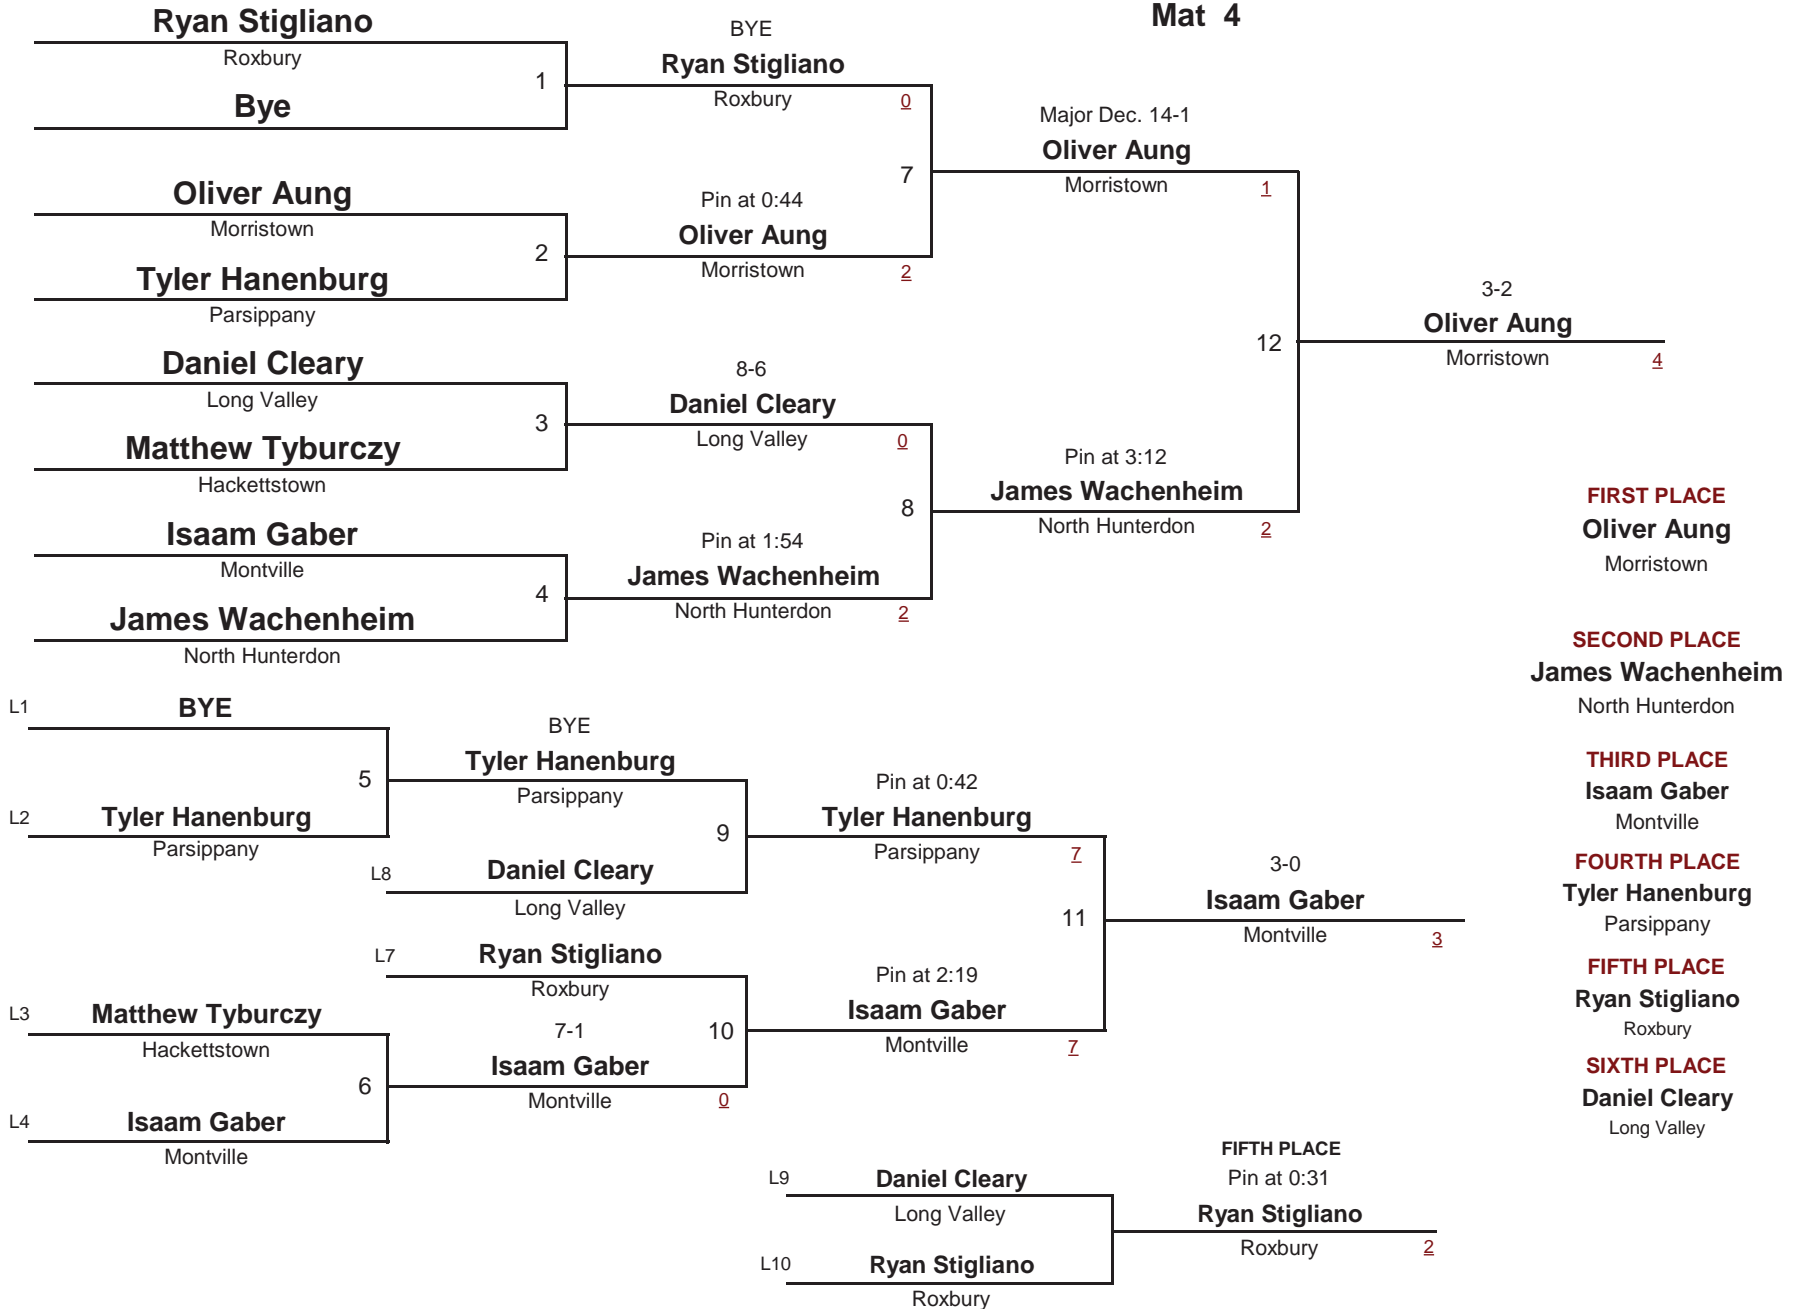 Mat 4
Ryan Stigliano
Roxbury
1
Bye
BYE
Ryan Stigliano
Roxbury
0
Oliver Aung
Morristown
2
Tyler Hanenburg
Parsippany
Pin at 0:44
Oliver Aung
Morristown
2
7
Major Dec. 14-1
Oliver Aung
Morristown
1
Daniel Cleary
Long Valley
3
Matthew Tyburczy
Hackettstown
8-6
Daniel Cleary
Long Valley
0
Isaam Gaber
Montville
4
James Wachenheim
North Hunterdon
Pin at 1:54
James Wachenheim
North Hunterdon
2
8
Pin at 3:12
James Wachenheim
North Hunterdon
2
12
3-2
Oliver Aung
Morristown
4
L1
BYE
5
L2
Tyler Hanenburg
Parsippany
BYE
Tyler Hanenburg
Parsippany
9
L8
Daniel Cleary
Long Valley
Pin at 0:42
Tyler Hanenburg
Parsippany
7
L7
Ryan Stigliano
Roxbury
L3
Matthew Tyburczy
Hackettstown
6
L4
Isaam Gaber
Montville
7-1
Isaam Gaber
Montville
0
10
Pin at 2:19
Isaam Gaber
Montville
7
11
3-0
Isaam Gaber
Montville
3
L9
Daniel Cleary
Long Valley
L10
Ryan Stigliano
Roxbury
FIFTH PLACE
Pin at 0:31
Ryan Stigliano
Roxbury
2
FIRST PLACE
Oliver Aung
Morristown
SECOND PLACE
James Wachenheim
North Hunterdon
THIRD PLACE
Isaam Gaber
Montville
FOURTH PLACE
Tyler Hanenburg
Parsippany
FIFTH PLACE
Ryan Stigliano
Roxbury
SIXTH PLACE
Daniel Cleary
Long Valley